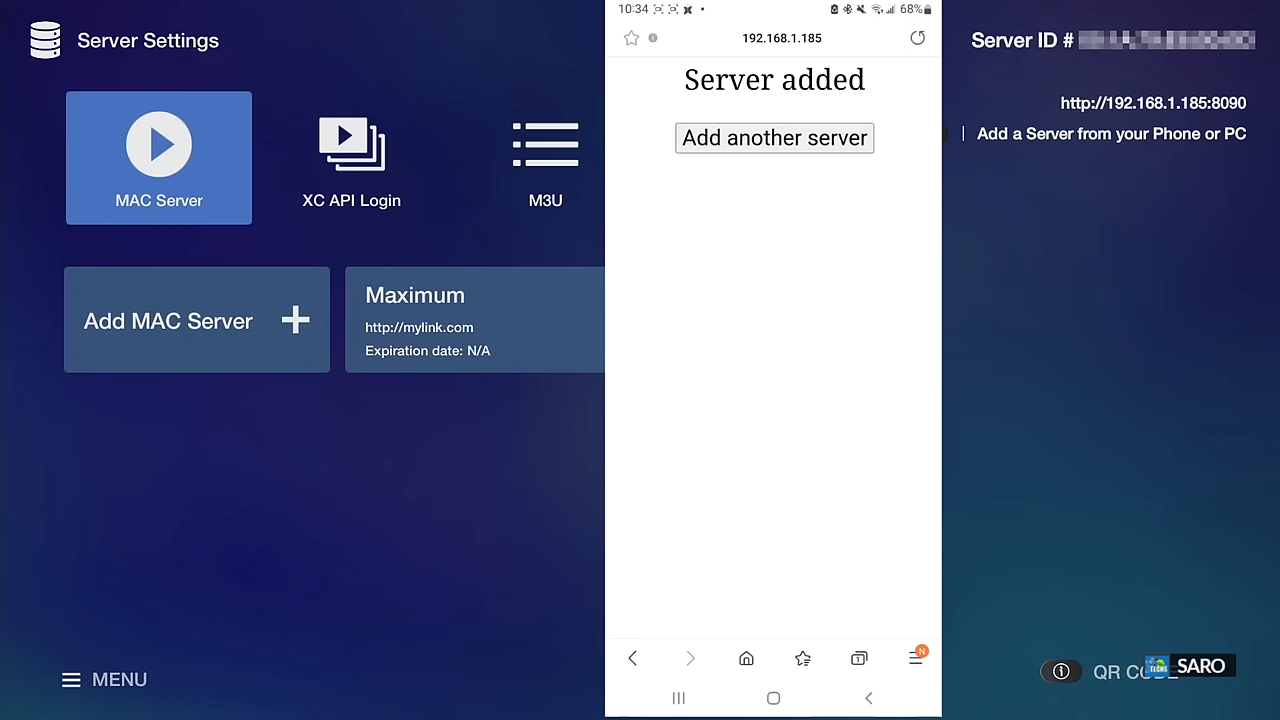 Server Settings
MAC Server
XC API Login
M3U
Add MAC Server
Maximum
http://mylink.com
Expiration date: N/A
MENU
10:34
68%
192.168.1.185
Server added
Add another server
1
N
Server ID #
http://192.168.1.185:8090
Add a Server from your Phone or PC
QR CODE
TECHS
SARO